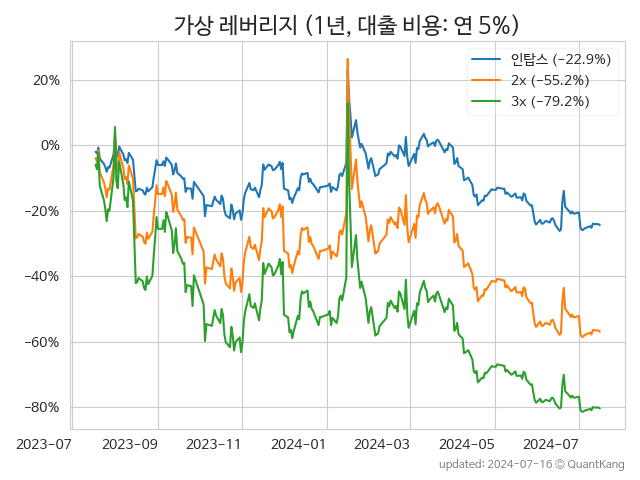 가상 레버리지 (1년, 대출 비용: 연 5%)
인탑스 (−22.9%)
2x (−55.2%)
3x (−79.2%)
20%
0%
−20%
−40%
−60%
−80%
2023-07 2023-09 2023-11 2024-01 2024-03 2024-05 2024-07
updated: 2024-07-16 © QuantKang